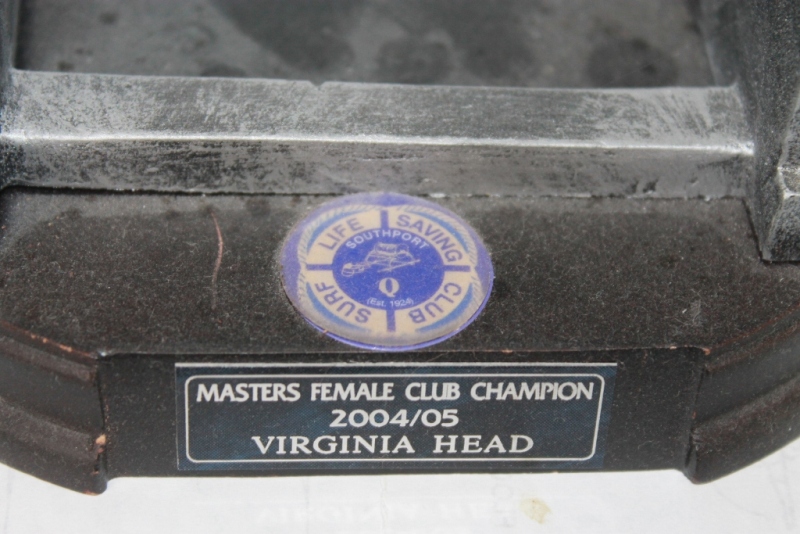 SURF LIFE SAVING CLUB
SOUTHPORT
Q
(Est. 1924)
MASTERS FEMALE CLUB CHAMPION
2004/05
VIRGINIA HEAD